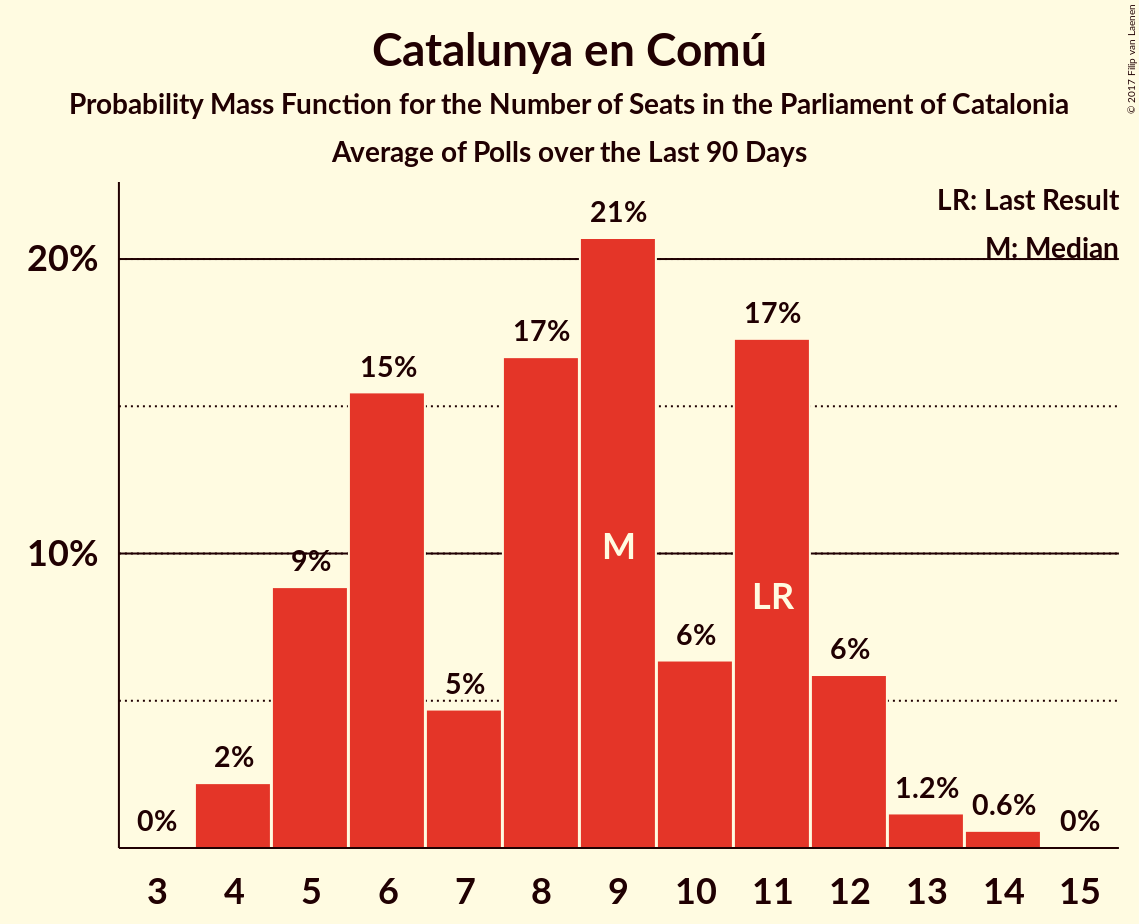 Catalunya en Comú
Probability Mass Function for the Number of Seats in the Parliament of Catalonia
Average of Polls over the Last 90 Days
© 2017 Filip van Laenen
LR: Last Result
M: Median
20%
10%
0%
2%
9%
15%
5%
17%
21%
6%
17%
6%
1.2%
0.6%
0%
M
LR
3 4 5 6 7 8 9 10 11 12 13 14 15